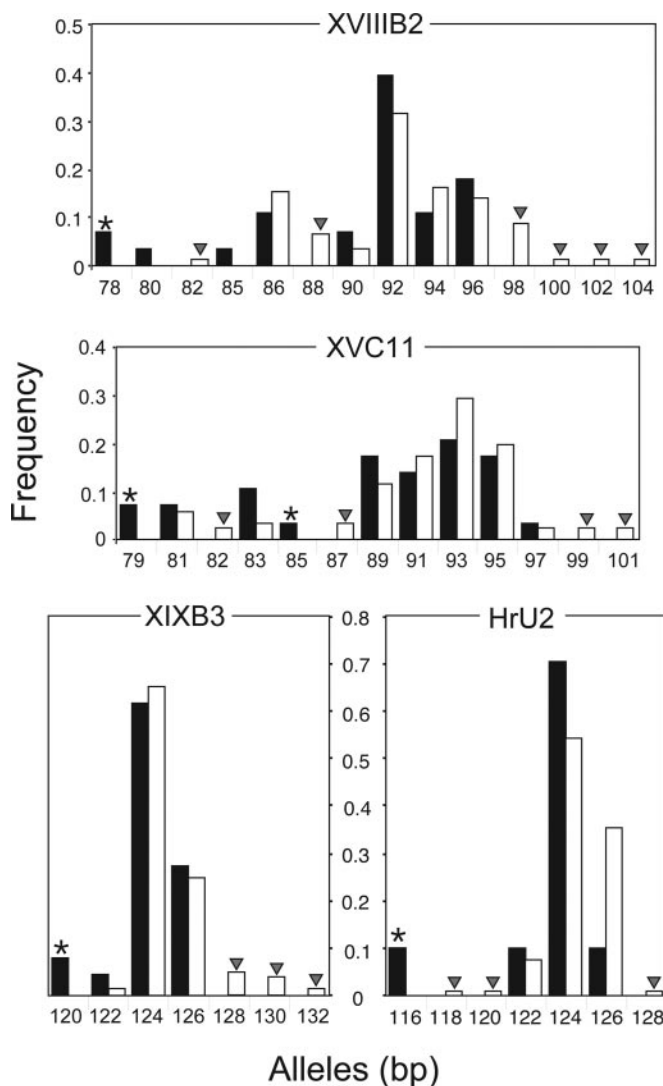 XVIIIB2
0.5
0.4
0.3
0.2
0.1
0
*
78 80 82 85 86 88 90 92 94 96 98 100 102 104
XVC11
0.4
0.3
0.2
0.1
0
* *
79 81 82 83 85 87 89 91 93 95 97 99 101
Frequency
XIXB3
*
120 122 124 126 128 130 132
HrU2
0.8
0.7
0.6
0.5
0.4
0.3
0.2
0.1
0
*
116 118 120 122 124 126 128
Alleles (bp)